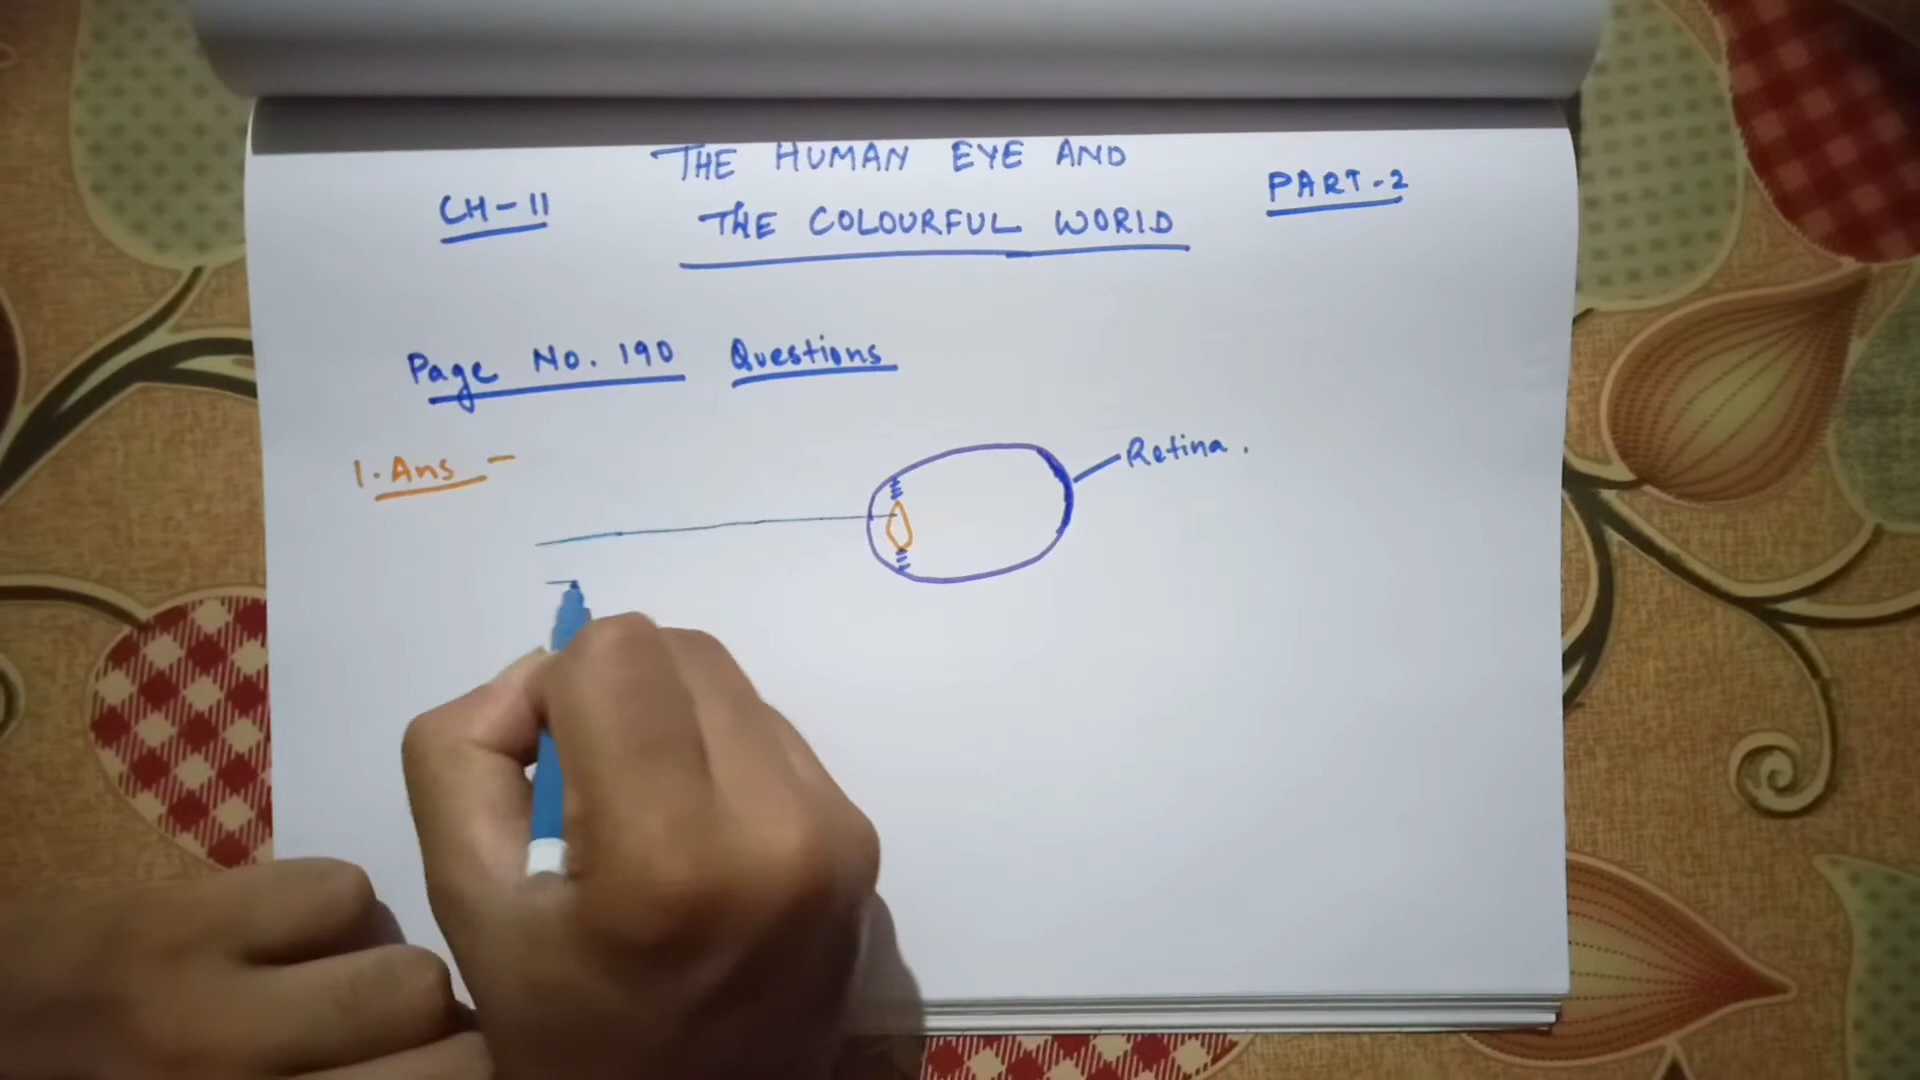 THE HUMAN EYE AND
CH-11
THE COLOURFUL WORLD
PART-2
Page No. 190 Questions
1. Ans -
Retina.